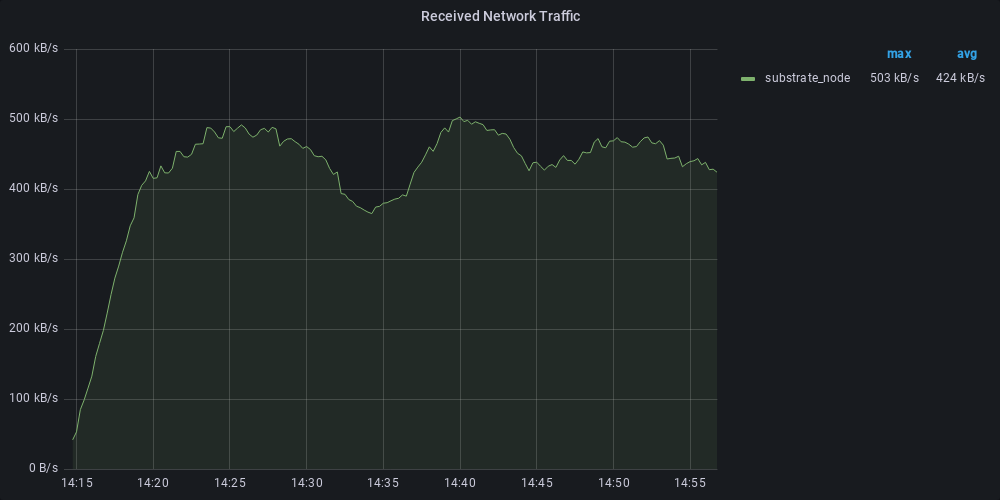 Received Network Traffic
600 kB/s
500 kB/s
400 kB/s
300 kB/s
200 kB/s
100 kB/s
0 B/s
14:15 14:20 14:25 14:30 14:35 14:40 14:45 14:50 14:55
max avg
substrate_node 503 kB/s 424 kB/s